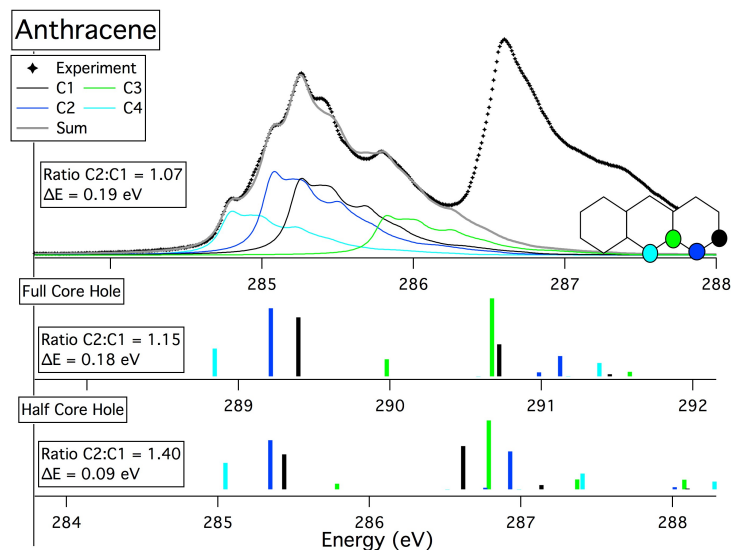 Anthracene
Experiment
C1 C3
C2 C4
Sum
Ratio C2:C1 = 1.07
ΔE = 0.19 eV
285 286 287 288
Full Core Hole
Ratio C2:C1 = 1.15
ΔE = 0.18 eV
289 290 291 292
Half Core Hole
Ratio C2:C1 = 1.40
ΔE = 0.09 eV
284 285 286 287 288
Energy (eV)